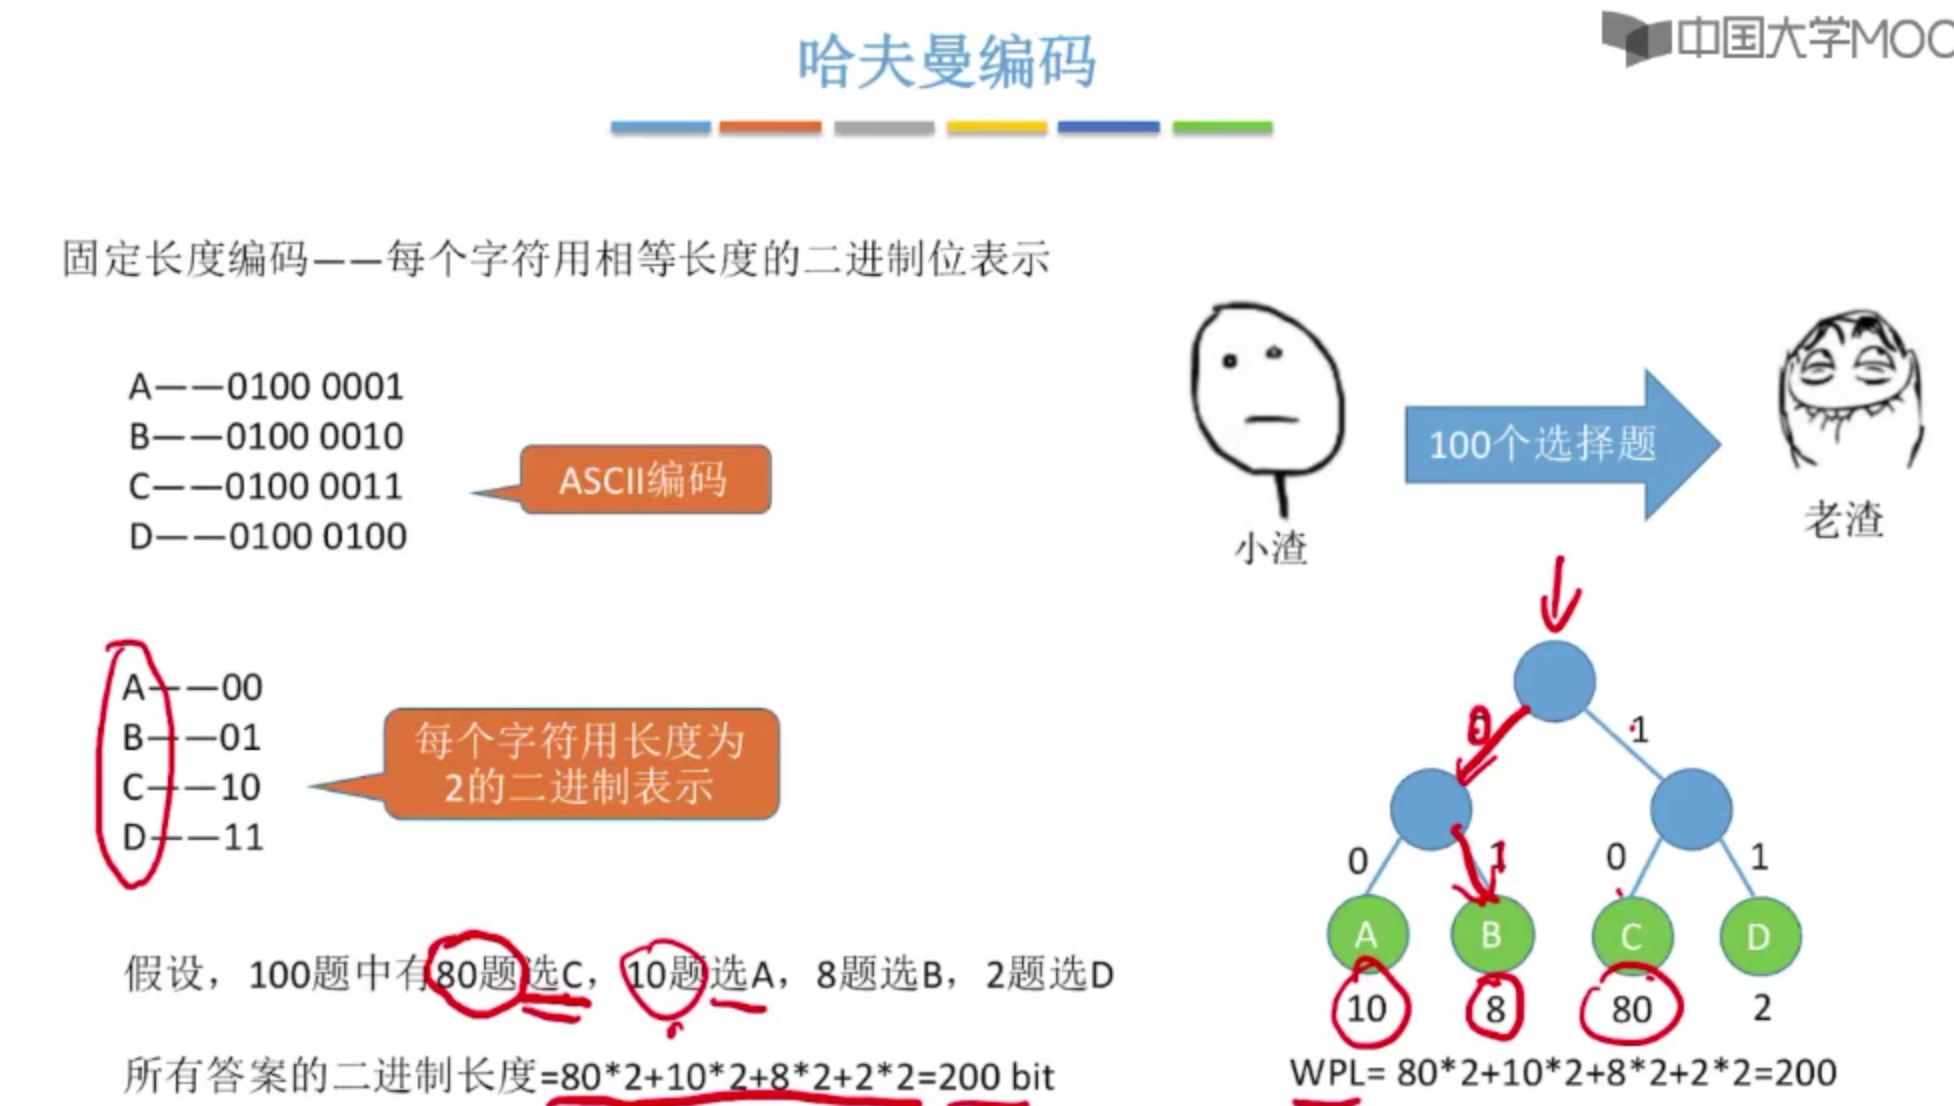 中国大学MOO
哈夫曼编码
固定长度编码——每个字符用相等长度的二进制位表示
A——0100 0001
B——0100 0010
C——0100 0011
D——0100 0100
ASCII编码
100个选择题
小渣
老渣
A——00
B——01
C——10
D——11
每个字符用长度为
2的二进制表示
0 1
0 1 0 1
A B C D
10 8 80 2
假设，100题中有80题选C，10题选A，8题选B，2题选D
所有答案的二进制长度=80*2+10*2+8*2+2*2=200 bit
WPL= 80*2+10*2+8*2+2*2=200